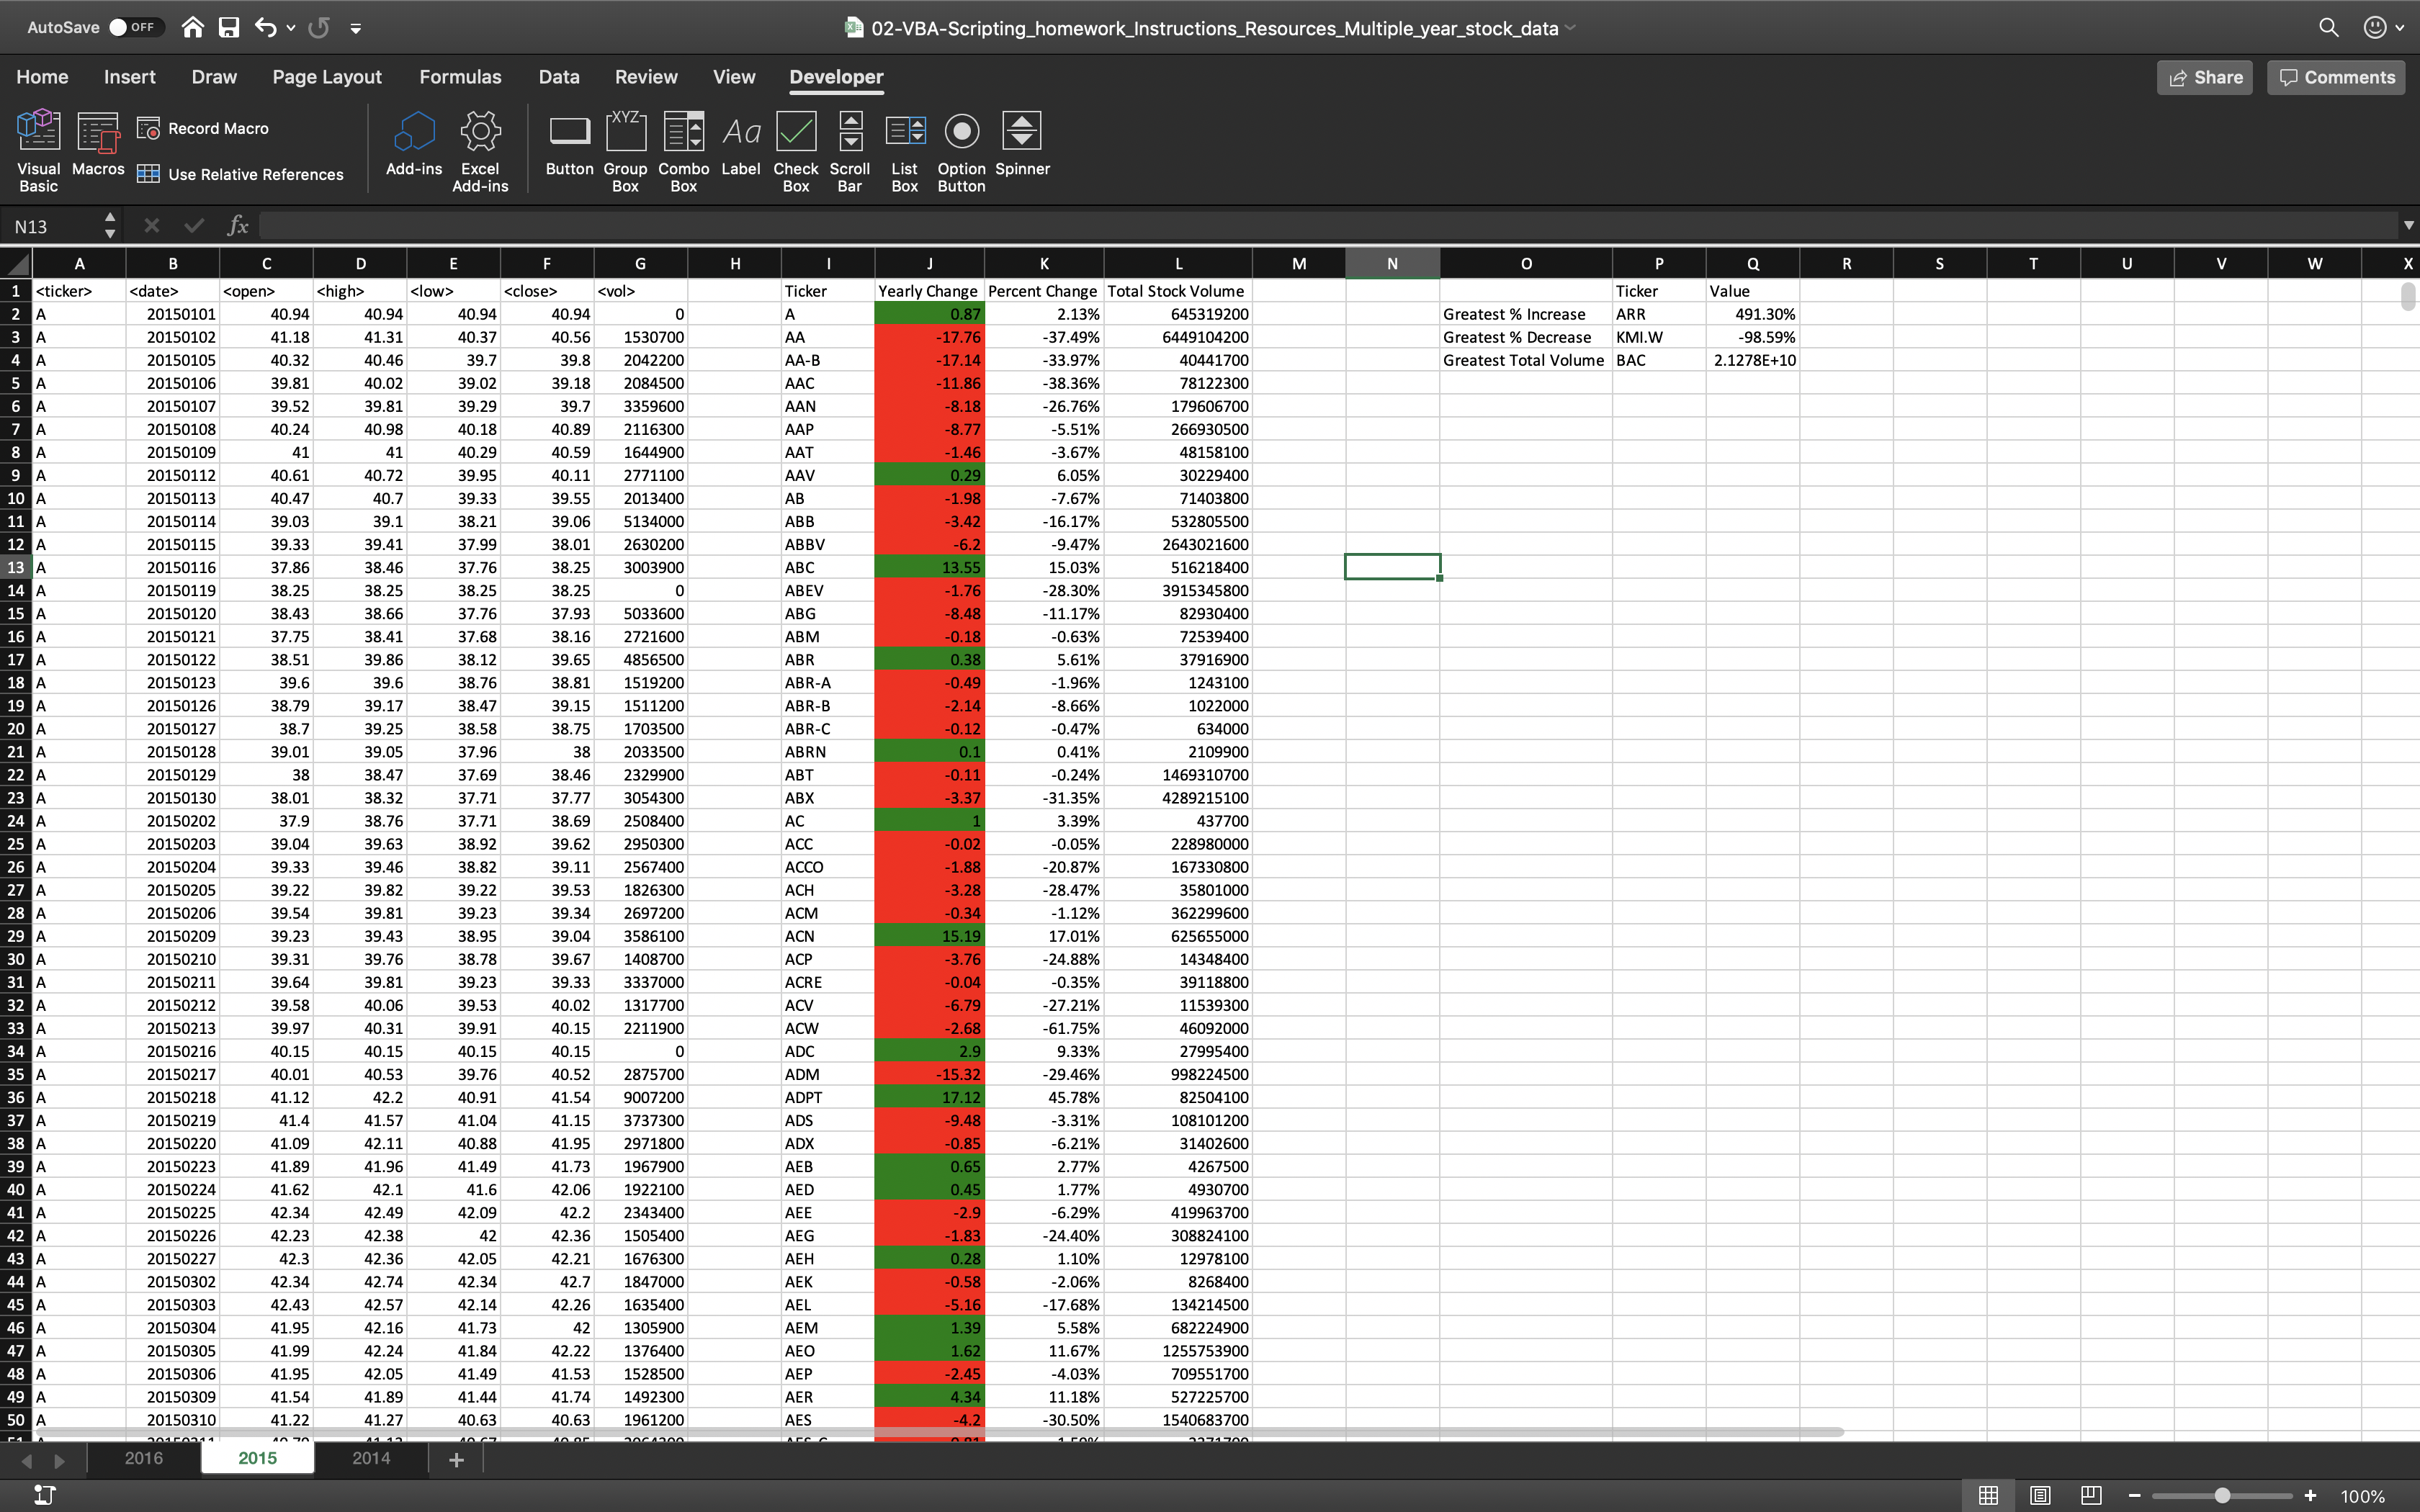 AutoSave OFF 02-VBA-Scripting_homework_Instructions_Resources_Multiple_year_stock_data
Home Insert Draw Page Layout Formulas Data Review View Developer Share Comments
Visual Basic Macros Record Macro Use Relative References Add-ins Excel Add-ins Button Group Box Combo Box Label Check Box Scroll Bar List Box Option Button Spinner
N13 fx
A B C D E F G H I J K L M N O P Q R S T U V W X
1 <ticker> <date> <open> <high> <low> <close> <vol> Ticker Yearly Change Percent Change Total Stock Volume Ticker Value
2 A 20150101 40.94 40.94 40.94 40.94 0 A 0.87 2.13% 645319200 Greatest % Increase ARR 491.30%
3 A 20150102 41.18 41.31 40.37 40.56 1530700 AA -17.76 -37.49% 6449104200 Greatest % Decrease KMI.W -98.59%
4 A 20150105 40.32 40.46 39.7 39.8 2042200 AA-B -17.14 -33.97% 40441700 Greatest Total Volume BAC 2.1278E+10
5 A 20150106 39.81 40.02 39.02 39.18 2084500 AAC -11.86 -38.36% 78122300
6 A 20150107 39.52 39.81 39.29 39.7 3359600 AAN -8.18 -26.76% 179606700
7 A 20150108 40.24 40.98 40.18 40.89 2116300 AAP -8.77 -5.51% 266930500
8 A 20150109 41 41 40.29 40.59 1644900 AAT -1.46 -3.67% 48158100
9 A 20150112 40.61 40.72 39.95 40.11 2771100 AAV 0.29 6.05% 30229400
10 A 20150113 40.47 40.7 39.33 39.55 2013400 AB -1.98 -7.67% 71403800
11 A 20150114 39.03 39.1 38.21 39.06 5134000 ABB -3.42 -16.17% 532805500
12 A 20150115 39.33 39.41 37.99 38.01 2630200 ABBV -6.2 -9.47% 2643021600
13 A 20150116 37.86 38.46 37.76 38.25 3003900 ABC 13.55 15.03% 516218400
14 A 20150119 38.25 38.25 38.25 38.25 0 ABEV -1.76 -28.30% 3915345800
15 A 20150120 38.43 38.66 37.76 37.93 5033600 ABG -8.48 -11.17% 82930400
16 A 20150121 37.75 38.41 37.68 38.16 2721600 ABM -0.18 -0.63% 72539400
17 A 20150122 38.51 39.86 38.12 39.65 4856500 ABR 0.38 5.61% 37916900
18 A 20150123 39.6 39.6 38.76 38.81 1519200 ABR-A -0.49 -1.96% 1243100
19 A 20150126 38.79 39.17 38.47 39.15 1511200 ABR-B -2.14 -8.66% 1022000
20 A 20150127 38.7 39.25 38.58 38.75 1703500 ABR-C -0.12 -0.47% 634000
21 A 20150128 39.01 39.05 37.96 38 2033500 ABRN 0.1 0.41% 2109900
22 A 20150129 38 38.47 37.69 38.46 2329900 ABT -0.11 -0.24% 1469310700
23 A 20150130 38.01 38.32 37.71 37.77 3054300 ABX -3.37 -31.35% 4289215100
24 A 20150202 37.9 38.76 37.71 38.69 2508400 AC 1 3.39% 437700
25 A 20150203 39.04 39.63 38.92 39.62 2950300 ACC -0.02 -0.05% 228980000
26 A 20150204 39.33 39.46 38.82 39.11 2567400 ACCO -1.88 -20.87% 167330800
27 A 20150205 39.22 39.82 39.22 39.53 1826300 ACH -3.28 -28.47% 35801000
28 A 20150206 39.54 39.81 39.23 39.34 2697200 ACM -0.34 -1.12% 362299600
29 A 20150209 39.23 39.43 38.95 39.04 3586100 ACN 15.19 17.01% 625655000
30 A 20150210 39.31 39.76 38.78 39.67 1408700 ACP -3.76 -24.88% 14348400
31 A 20150211 39.64 39.81 39.23 39.33 3337000 ACRE -0.04 -0.35% 39118800
32 A 20150212 39.58 40.06 39.53 40.02 1317700 ACV -6.79 -27.21% 11539300
33 A 20150213 39.97 40.31 39.91 40.15 2211900 ACW -2.68 -61.75% 46092000
34 A 20150216 40.15 40.15 40.15 40.15 0 ADC 2.9 9.33% 27995400
35 A 20150217 40.01 40.53 39.76 40.52 2875700 ADM -15.32 -29.46% 998224500
36 A 20150218 41.12 42.2 40.91 41.54 9007200 ADPT 17.12 45.78% 82504100
37 A 20150219 41.4 41.57 41.04 41.15 3737300 ADS -9.48 -3.31% 108101200
38 A 20150220 41.09 42.11 40.88 41.95 2971800 ADX -0.85 -6.21% 31402600
39 A 20150223 41.89 41.96 41.49 41.73 1967900 AEB 0.65 2.77% 4267500
40 A 20150224 41.62 42.1 41.6 42.06 1922100 AED 0.45 1.77% 4930700
41 A 20150225 42.34 42.49 42.09 42.2 2343400 AEE -2.9 -6.29% 419963700
42 A 20150226 42.23 42.38 42 42.36 1505400 AEG -1.83 -24.40% 308824100
43 A 20150227 42.3 42.36 42.05 42.21 1676300 AEH 0.28 1.10% 12978100
44 A 20150302 42.34 42.74 42.34 42.7 1847000 AEK -0.58 -2.06% 8268400
45 A 20150303 42.43 42.57 42.14 42.26 1635400 AEL -5.16 -17.68% 134214500
46 A 20150304 41.95 42.16 41.73 42 1305900 AEM 1.39 5.58% 682224900
47 A 20150305 41.99 42.24 41.84 42.22 1376400 AEO 1.62 11.67% 1255753900
48 A 20150306 41.95 42.05 41.49 41.53 1528500 AEP -2.45 -4.03% 709551700
49 A 20150309 41.54 41.89 41.44 41.74 1492300 AER 4.34 11.18% 527225700
50 A 20150310 41.22 41.27 40.63 40.63 1961200 AES -4.2 -30.50% 1540683700
2016 2015 2014 +
100%